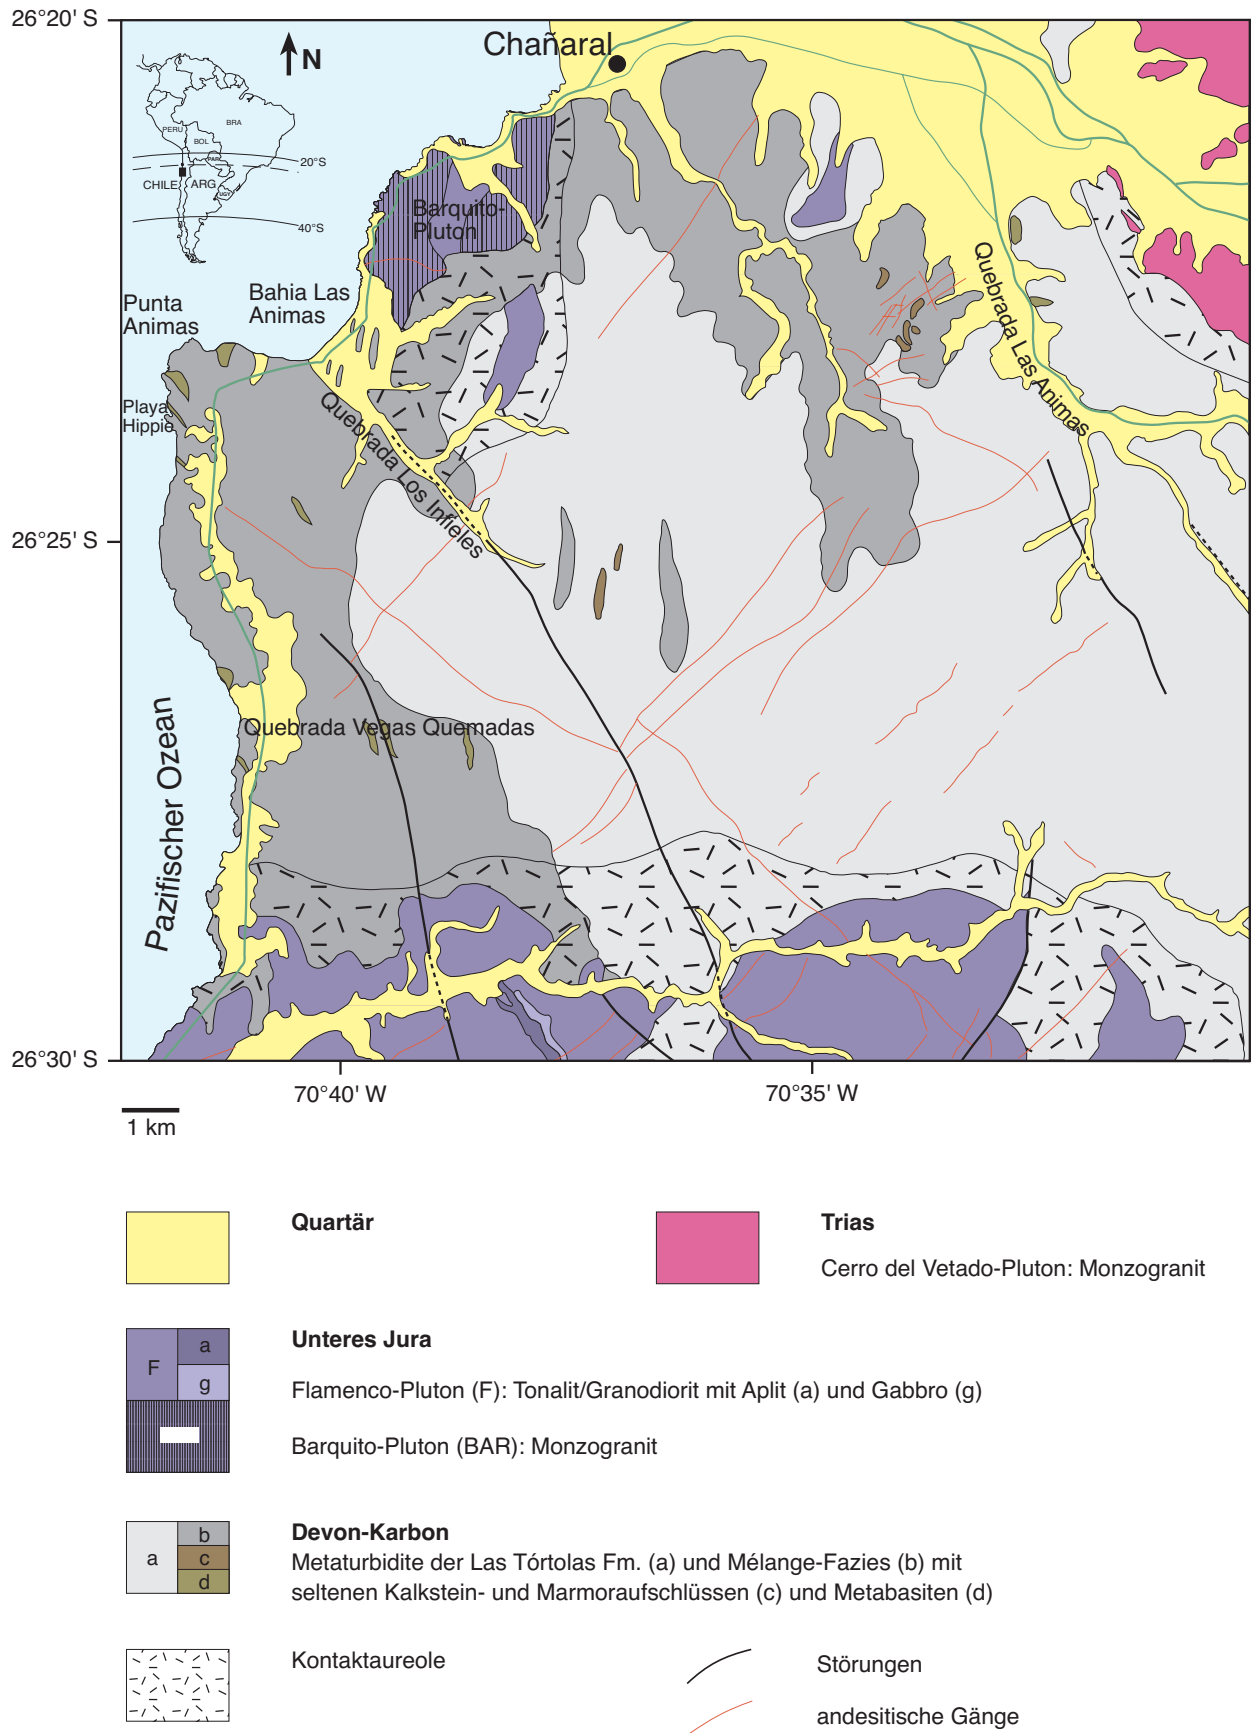 26°20' S
Chañaral
N
PERU
BRA
BOL
PAR
20°S
CHILE
ARG
UGY
40°S
Barquito-
Pluton
Punta
Animas
Bahia Las
Animas
Quebrada Las Animas
Playa
Hippie
Quebrada Los Infieles
26°25' S
Quebrada Vegas Quemadas
Pazifischer Ozean
26°30' S
70°40' W
70°35' W
1 km
Quartär
Trias
Cerro del Vetado-Pluton: Monzogranit
Unteres Jura
F
a
g
Flamenco-Pluton (F): Tonalit/Granodiorit mit Aplit (a) und Gabbro (g)
Barquito-Pluton (BAR): Monzogranit
Devon-Karbon
a
b
c
d
Metaturbidite der Las Tórtolas Fm. (a) und Mélange-Fazies (b) mit
seltenen Kalkstein- und Marmoraufschlüssen (c) und Metabasiten (d)
Kontaktaureole
Störungen
andesitische Gänge